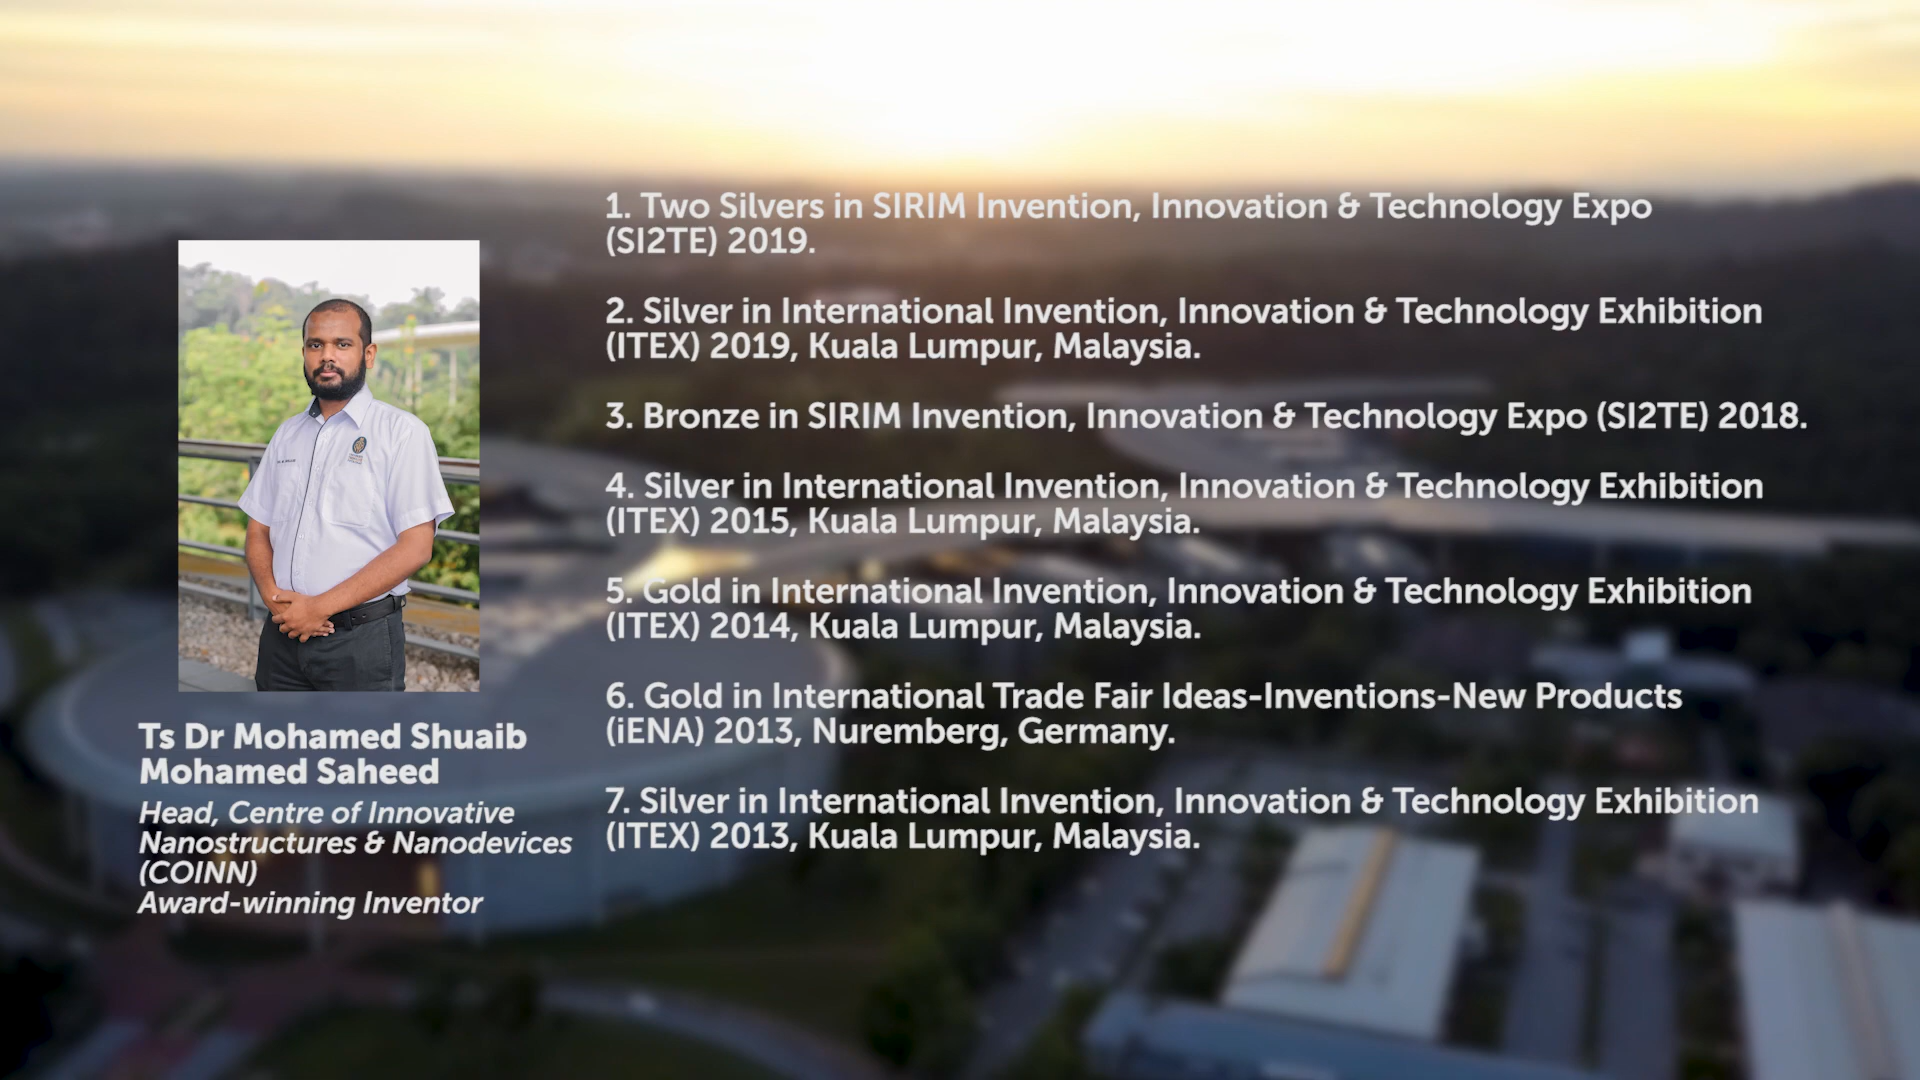 1. Two Silvers in SIRIM Invention, Innovation & Technology Expo
(SI2TE) 2019.
2. Silver in International Invention, Innovation & Technology Exhibition
(ITEX) 2019, Kuala Lumpur, Malaysia.
3. Bronze in SIRIM Invention, Innovation & Technology Expo (SI2TE) 2018.
4. Silver in International Invention, Innovation & Technology Exhibition
(ITEX) 2015, Kuala Lumpur, Malaysia.
5. Gold in International Invention, Innovation & Technology Exhibition
(ITEX) 2014, Kuala Lumpur, Malaysia.
6. Gold in International Trade Fair Ideas-Inventions-New Products
(iENA) 2013, Nuremberg, Germany.
7. Silver in International Invention, Innovation & Technology Exhibition
(ITEX) 2013, Kuala Lumpur, Malaysia.
Ts Dr Mohamed Shuaib
Mohamed Saheed
Head, Centre of Innovative
Nanostructures & Nanodevices
(COINN)
Award-winning Inventor